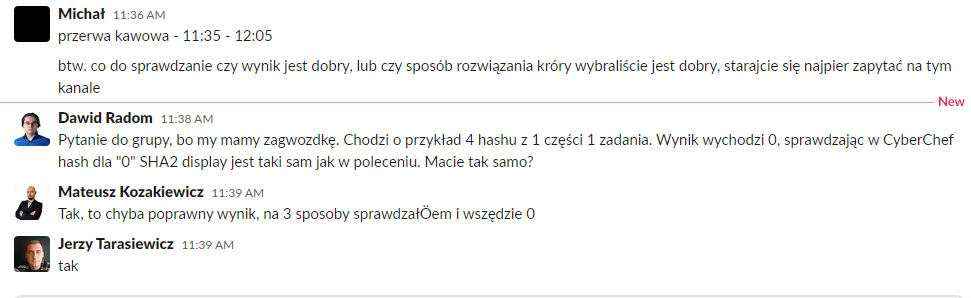 Michał 11:36 AM
przerwa kawowa - 11:35 - 12:05
btw. co do sprawdzanie czy wynik jest dobry, lub czy sposób rozwiązania króry wybraliście jest dobry, starajcie się najpier zapytać na tym
kanale
New
Dawid Radom 11:38 AM
Pytanie do grupy, bo my mamy zagwozdkę. Chodzi o przykład 4 hashu z 1 części 1 zadania. Wynik wychodzi 0, sprawdzając w CyberChef
hash dla "0" SHA2 display jest taki sam jak w poleceniu. Macie tak samo?
Mateusz Kozakiewicz 11:39 AM
Tak, to chyba poprawny wynik, na 3 sposoby sprawdzałÖem i wszędzie 0
Jerzy Tarasiewicz 11:39 AM
tak